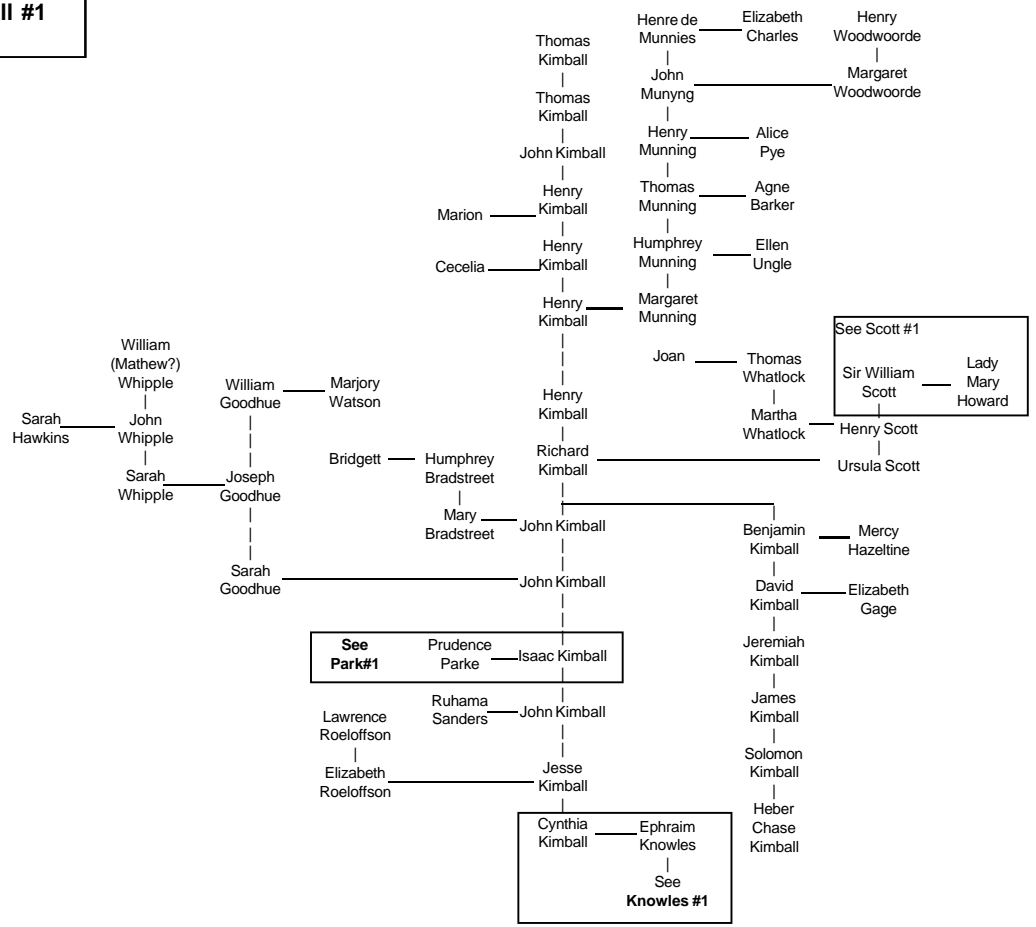 ll #1
Thomas
Kimball
Thomas
Kimball
John Kimball
Henry
Kimball
Marion
Henry
Kimball
Cecelia
Henry
Kimball
Henre de
Munnies
Elizabeth
Charles
Henry
Woodwoorde
John
Munyng
Margaret
Woodwoorde
Henry
Munning
Alice
Pye
Thomas
Munning
Agne
Barker
Humphrey
Munning
Ellen
Ungle
Margaret
Munning
See Scott #1
Sir William
Scott
Lady
Mary
Howard
Joan
Thomas
Whatlock
Martha
Whatlock
Henry Scott
Ursula Scott
Henry
Kimball
Richard
Kimball
William
(Mathew?)
Whipple
Sarah
Hawkins
John
Whipple
Sarah
Whipple
William
Goodhue
Marjory
Watson
Joseph
Goodhue
Sarah
Goodhue
Bridgett
Humphrey
Bradstreet
Mary
Bradstreet
John Kimball
John Kimball
Benjamin
Kimball
Mercy
Hazeltine
David
Kimball
Elizabeth
Gage
Jeremiah
Kimball
James
Kimball
Solomon
Kimball
Heber
Chase
Kimball
See
Park#1
Prudence
Parke
Isaac Kimball
Ruhama
Sanders
John Kimball
Lawrence
Roeloffson
Elizabeth
Roeloffson
Jesse
Kimball
Cynthia
Kimball
Ephraim
Knowles
See
Knowles #1